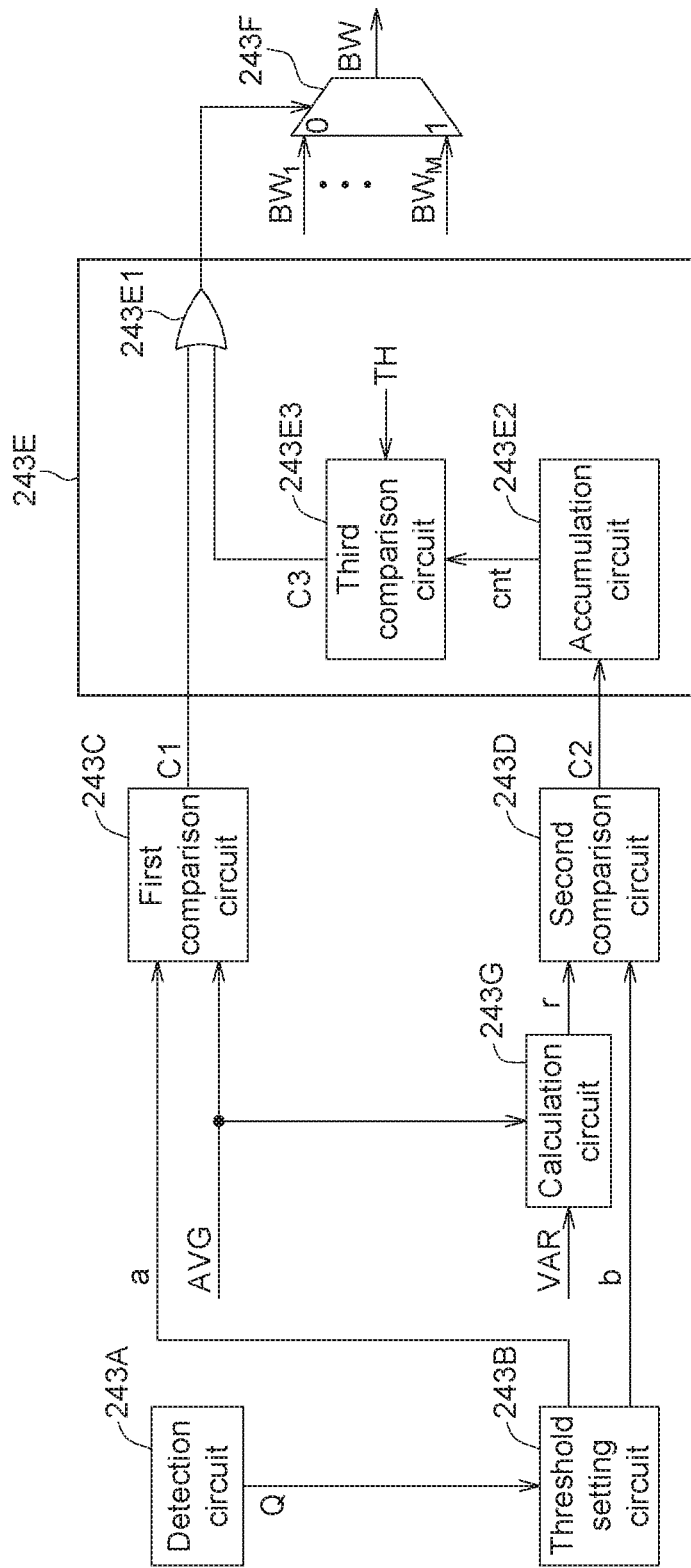 243A
Detection
circuit
Q
243B
Threshold
setting
circuit
a
AVG
VAR
b
243G
Calculation
circuit
r
243C
First
comparison
circuit
C1
243D
Second
comparison
circuit
C2
243E
243E1
C3
243E3
Third
comparison
circuit
TH
cnt
243E2
Accumulation
circuit
243F
BW1
0
• • •
BWM
1
BW